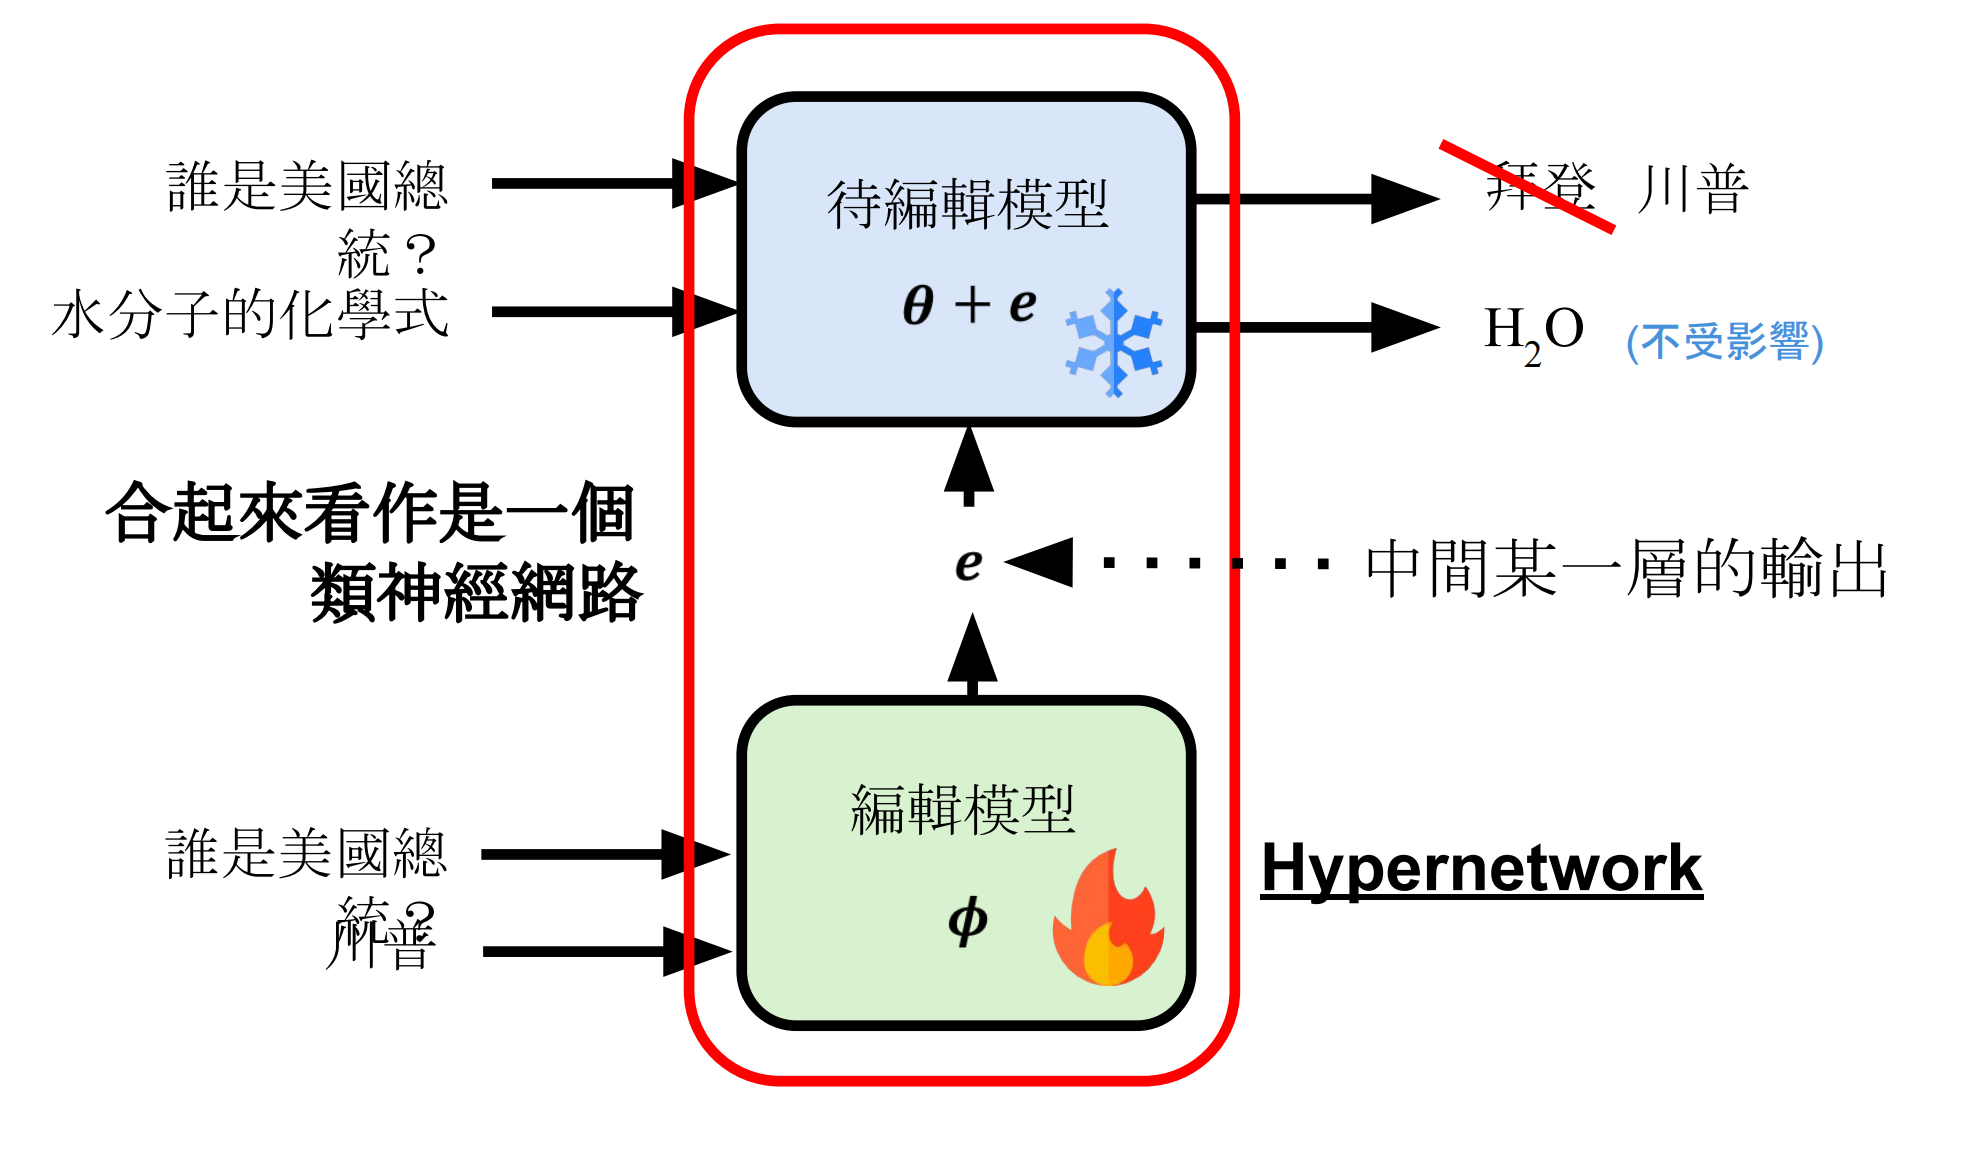 誰是美國總
統？
水分子的化學式
待編輯模型
θ + e
拜登 川普
H₂O (不受影響)
合起來看作是一個
類神經網路
e
中間某一層的輸出
誰是美國總
統？
川普
編輯模型
ϕ
Hypernetwork